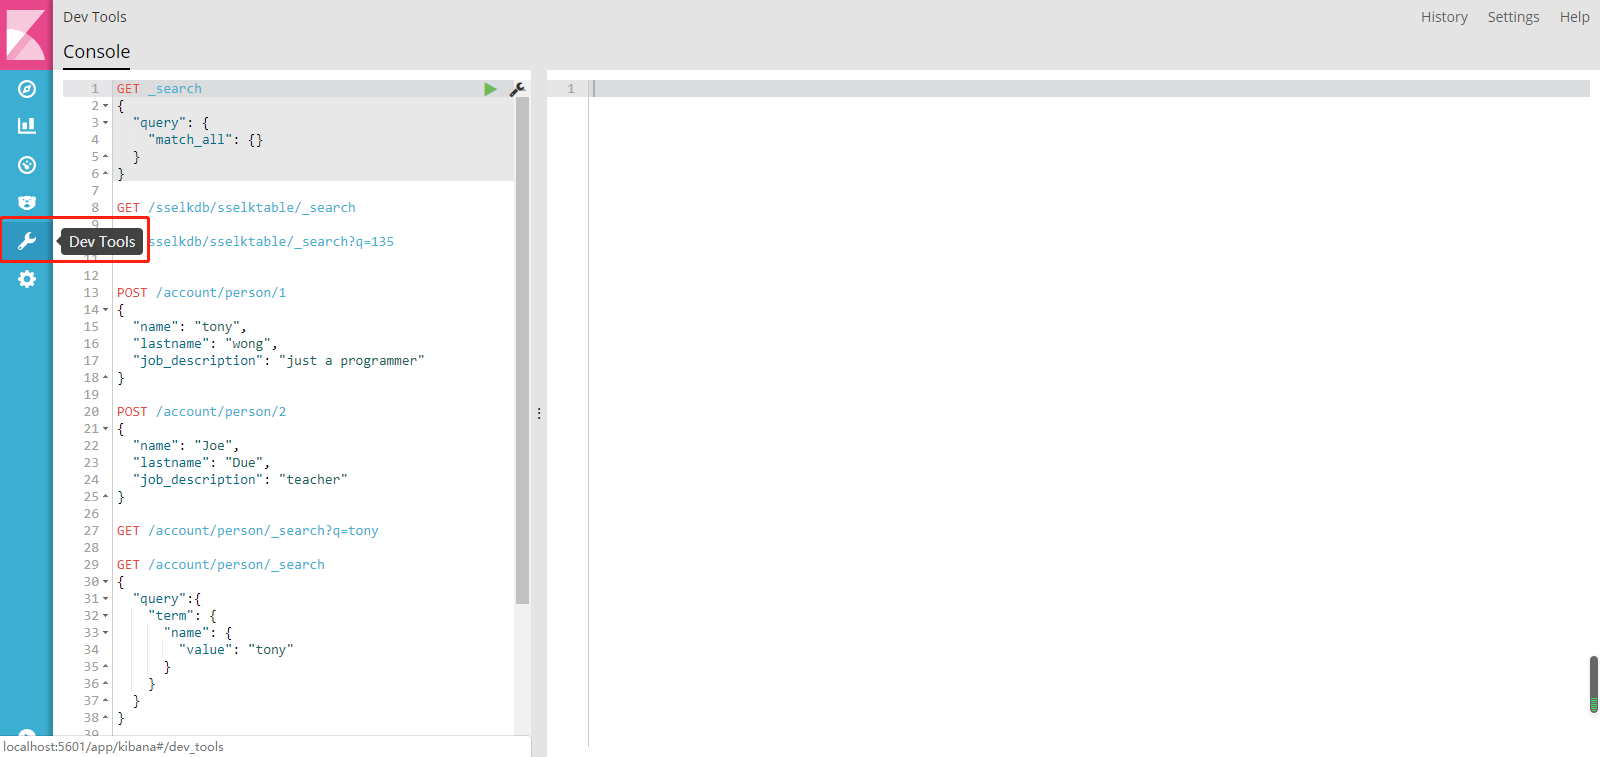 Dev Tools
History Settings Help
Console
1 GET _search
2 {
3 "query": {
4 "match_all": {}
5 }
6 }
7
8 GET /sselkdb/sselktable/_search
9
sselkdb/sselktable/_search?q=135
Dev Tools
11
12
13 POST /account/person/1
14 {
15 "name": "tony",
16 "lastname": "wong",
17 "job_description": "just a programmer"
18 }
19
20 POST /account/person/2
21 {
22 "name": "Joe",
23 "lastname": "Due",
24 "job_description": "teacher"
25 }
26
27 GET /account/person/_search?q=tony
28
29 GET /account/person/_search
30 {
31 "query":{
32 "term": {
33 "name": {
34 "value": "tony"
35 }
36 }
37 }
38 }
39
1
localhost:5601/app/kibana#/dev_tools